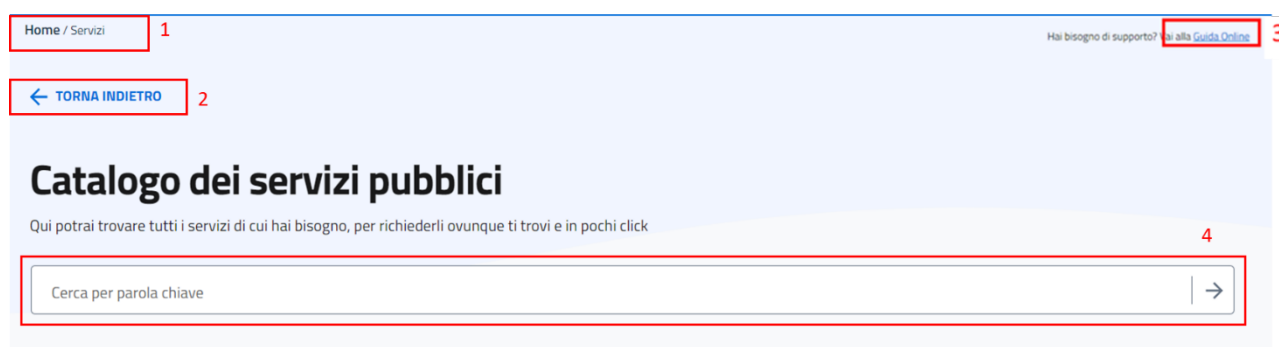 Home / Servizi 1
Hai bisogno di supporto? Vai alla Guida Online 3
← TORNA INDIETRO 2
Catalogo dei servizi pubblici
Qui potrai trovare tutti i servizi di cui hai bisogno, per richiederli ovunque ti trovi e in pochi click
4
Cerca per parola chiave →